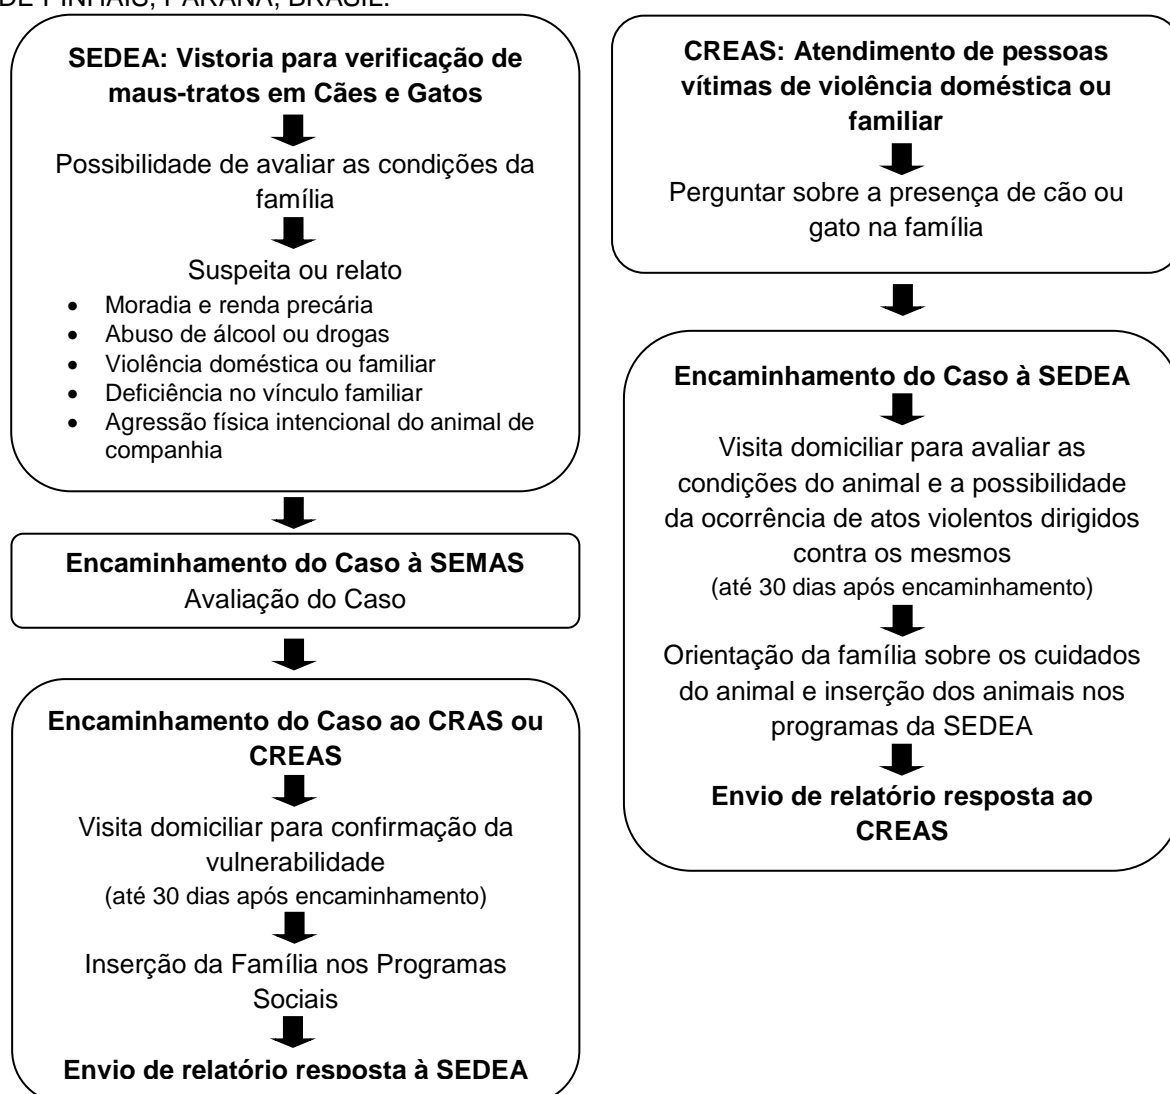 DE PINHAIS, PARANÁ, BRASIL.
SEDEA: Vistoria para verificação de
maus-tratos em Cães e Gatos
Possibilidade de avaliar as condições da
família
Suspeita ou relato
• Moradia e renda precária
• Abuso de álcool ou drogas
• Violência doméstica ou familiar
• Deficiência no vínculo familiar
• Agressão física intencional do animal de
companhia
Encaminhamento do Caso à SEMAS
Avaliação do Caso
Encaminhamento do Caso ao CRAS ou
CREAS
Visita domiciliar para confirmação da
vulnerabilidade
(até 30 dias após encaminhamento)
Inserção da Família nos Programas
Sociais
Envio de relatório resposta à SEDEA
CREAS: Atendimento de pessoas
vítimas de violência doméstica ou
familiar
Perguntar sobre a presença de cão ou
gato na família
Encaminhamento do Caso à SEDEA
Visita domiciliar para avaliar as
condições do animal e a possibilidade
da ocorrência de atos violentos dirigidos
contra os mesmos
(até 30 dias após encaminhamento)
Orientação da família sobre os cuidados
do animal e inserção dos animais nos
programas da SEDEA
Envio de relatório resposta ao
CREAS